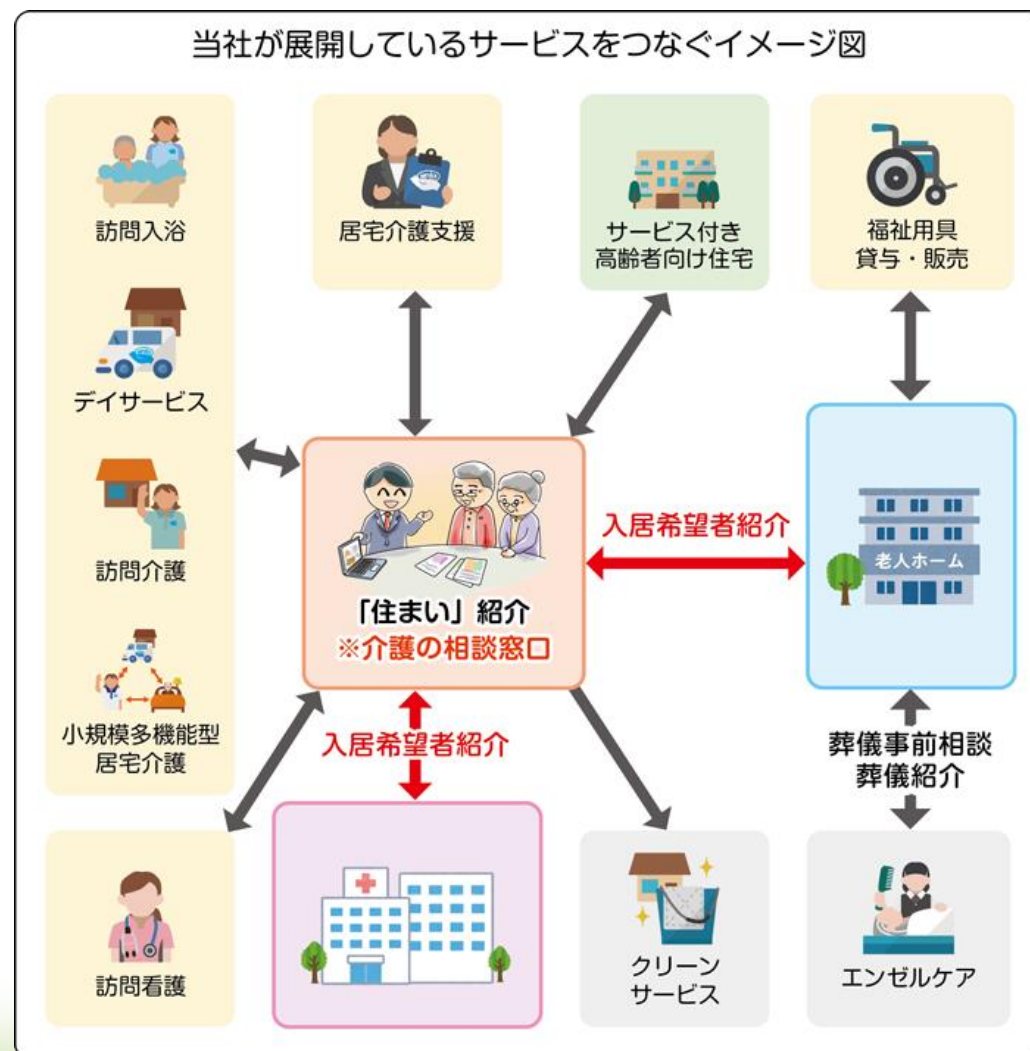 当社が展開しているサービスをつなぐイメージ図
訪問入浴
居宅介護支援
サービス付き
高齢者向け住宅
福祉用具
貸与・販売
デイサービス
訪問介護
小規模多機能型
居宅介護
「住まい」紹介
※介護の相談窓口
入居希望者紹介
老人ホーム
入居希望者紹介
葬儀事前相談
葬儀紹介
訪問看護
クリーン
サービス
エンゼルケア